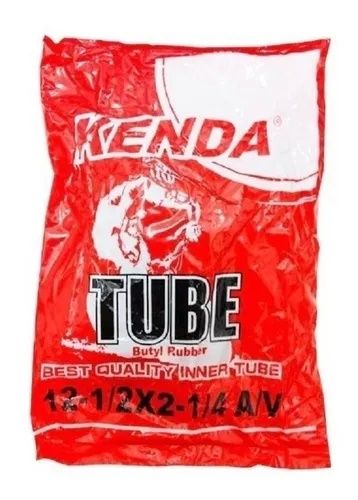 KENDA®
TUBE
Butyl Rubber
BEST QUALITY INNER TUBE
12-1/2X2-1/4 A/V